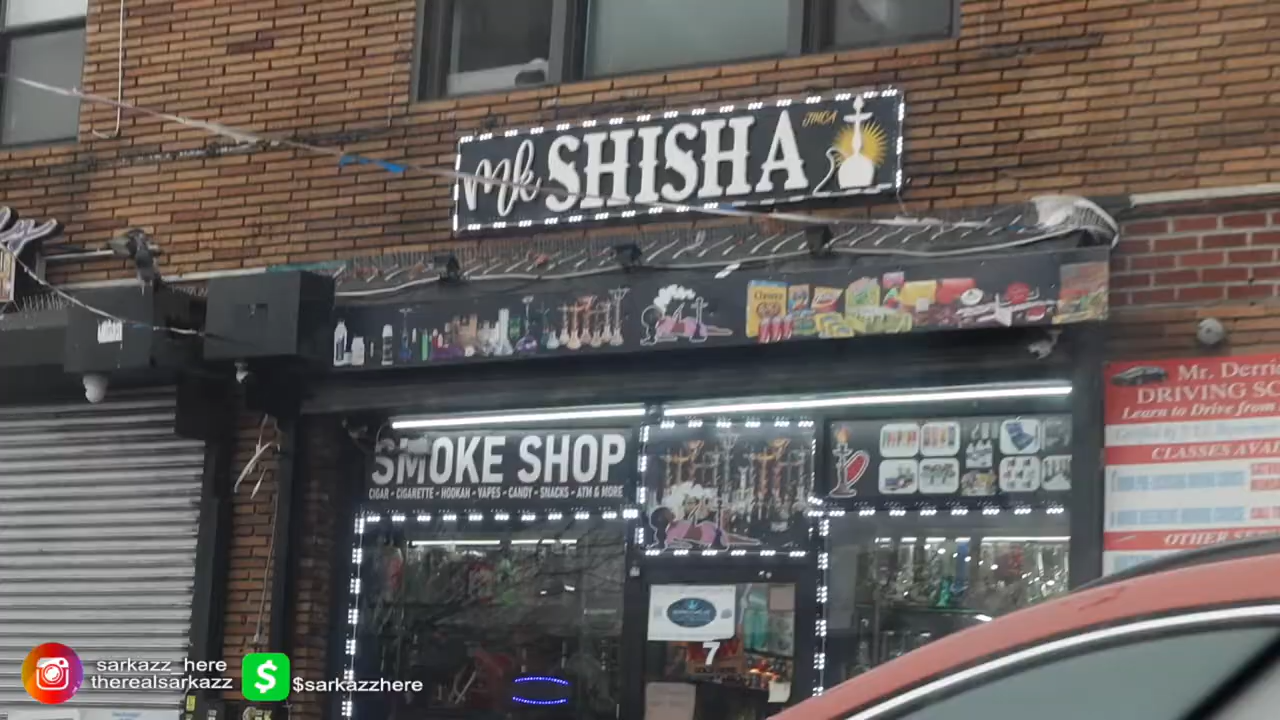 mk SHISHA
SMOKE SHOP
CIGAR - CIGARETTE - HOOKAH - VAPES - CANDY - SNACKS - ATM & MORE
Mr. Derri
DRIVING SC
Learn to Drive from
CLASSES AVAI
OTHER SE
7
sarkazz_here
therealsarkazz
$sarkazzhere